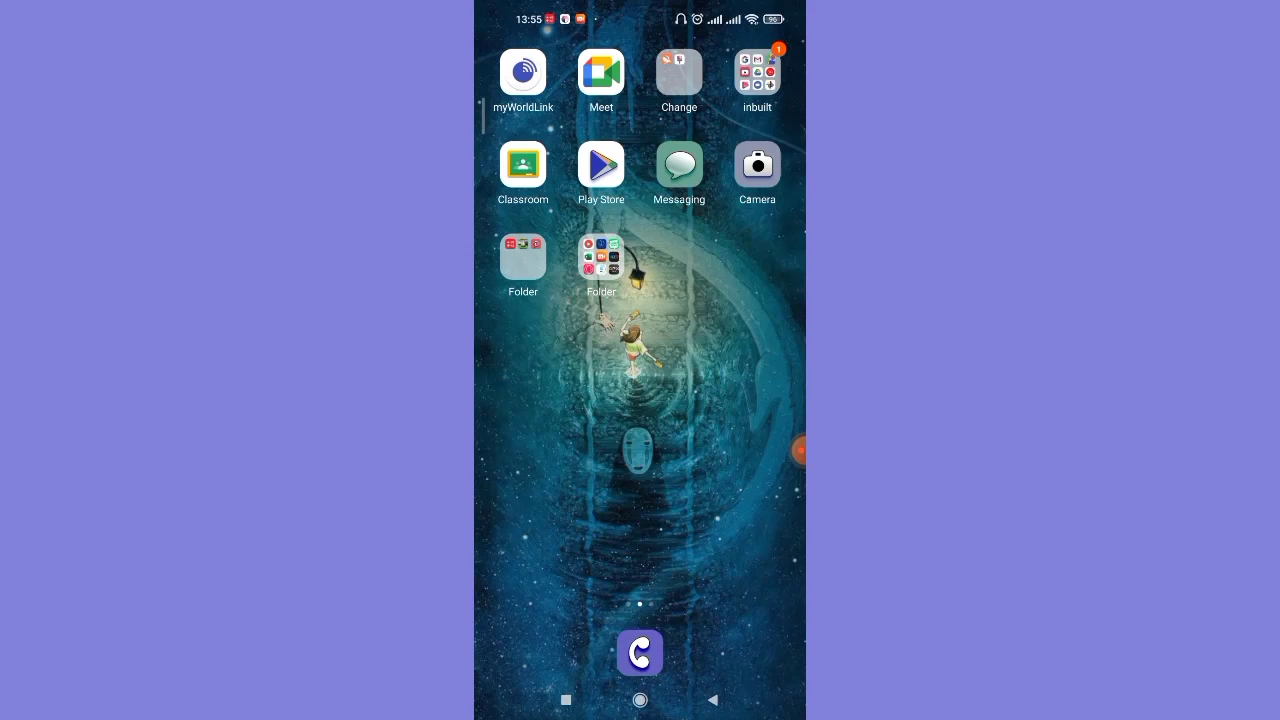 13:55
96
1
myWorldLink
Meet
Change
inbuilt
Classroom
Play Store
Messaging
Camera
Folder
Folder